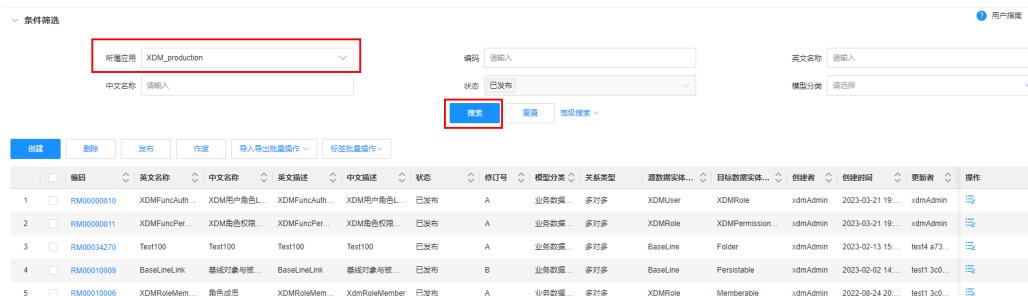 条件筛选
用户指南
所属应用 XDM_production 编码 请输入 英文名称 请输入
中文名称 请输入 状态 已发布 模型分类 请选择
搜索 重置 高级搜索
创建 删除 发布 作废 导入导出批量操作 标签批量操作
编码 英文名称 中文名称 英文描述 中文描述 状态 修订号 模型分类 关系类型 源数据实体... 目标数据实体... 创建者 创建时间 更新者 操作
1 RM00000010 XDMFuncAuth... XDM用户角色L... XDMFuncAuth... XDM用户角色L... 已发布 A 业务数据... 多对多 XDMUser XDMRole xdmAdmin 2023-03-21 19:... xdmAdmin
2 RM00000011 XDMFuncPer... XDM角色权限... XDMFuncPer... XDM角色权限... 已发布 A 业务数据... 多对多 XDMRole XDMPermission... xdmAdmin 2023-03-21 19:... xdmAdmin
3 RM00034270 Test100 Test100 Test100 Test100 已发布 A 业务数据... 多对多 BaseLine Folder xdmAdmin 2023-02-13 15:... test4 a73...
4 RM00010009 BaseLineLink 基线对象与被... BaseLineLink 基线对象与被... 已发布 B 业务数据... 多对多 BaseLine Persistable xdmAdmin 2023-02-02 14:... test1 3c0...
5 RM00010006 XDMRoleMem... 角色成员 XDMRoleMem... XdmRoleMember 已发布 A 业务数据... 多对多 XDMRole Memberable xdmAdmin 2022-08-24 20:... test1 3c0...